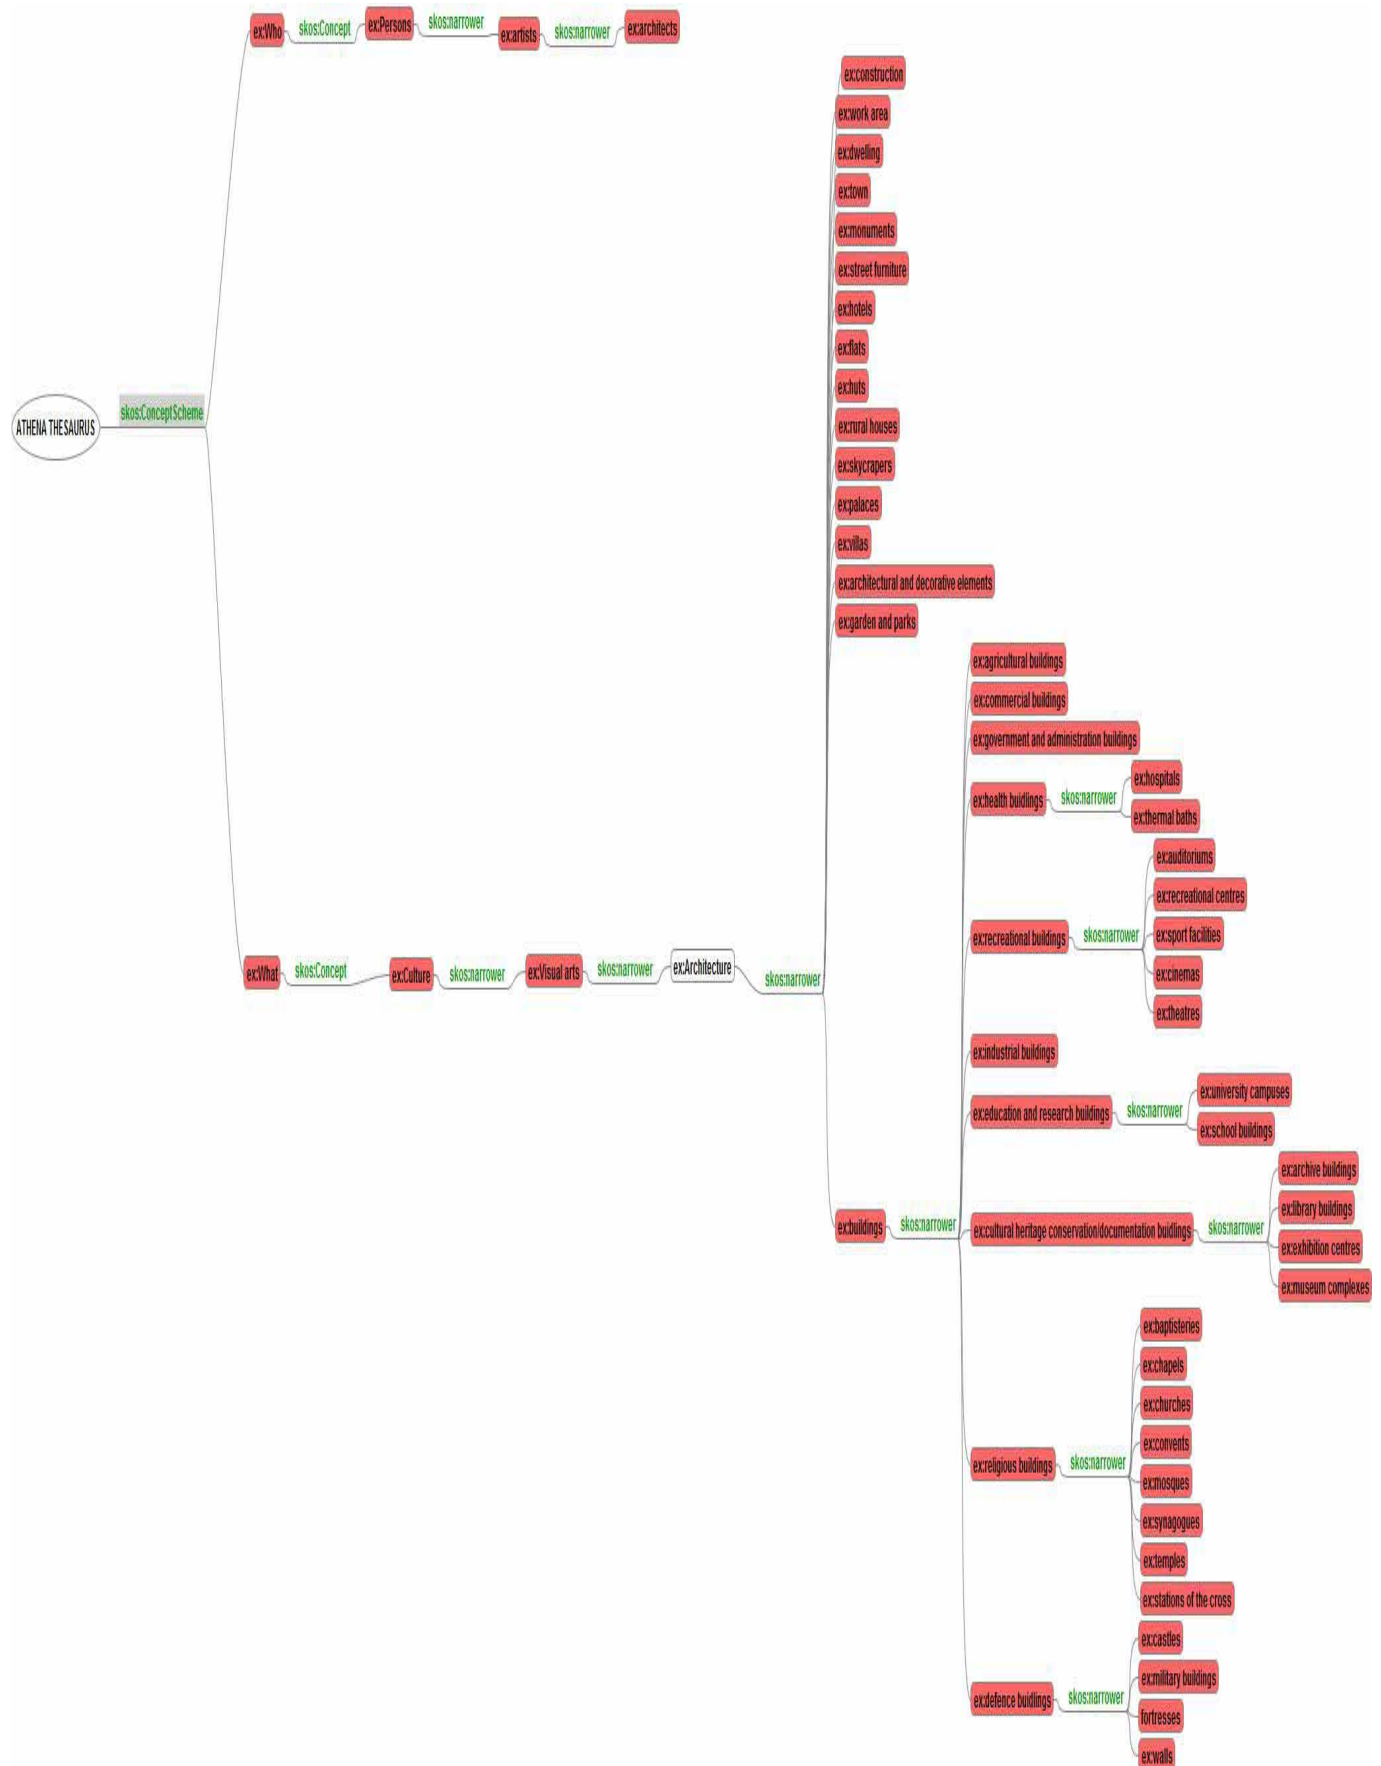 ATHENA THESAURUS
skos:ConceptScheme
ex:Who
skos:Concept
ex:Persons
skos:narrower
ex:artists
skos:narrower
ex:architects
ex:What
skos:Concept
ex:Culture
skos:narrower
ex:Visual arts
skos:narrower
ex:Architecture
skos:narrower
ex:construction
ex:work area
ex:dwelling
ex:town
ex:monuments
ex:street furniture
ex:hotels
ex:flats
ex:huts
ex:rural houses
ex:skycrapers
ex:palaces
ex:villas
ex:architectural and decorative elements
ex:garden and parks
ex:buildings
skos:narrower
ex:agricultural buildings
ex:commercial buildings
ex:government and administration buildings
ex:health buidlings
skos:narrower
ex:hospitals
ex:thermal baths
ex:recreational buildings
skos:narrower
ex:auditoriums
ex:recreational centres
ex:sport facilities
ex:cinemas
ex:theatres
ex:industrial buildings
ex:education and research buildings
skos:narrower
ex:university campuses
ex:school buildings
ex:cultural heritage conservation/documentation buidlings
skos:narrower
ex:archive buildings
ex:library buildings
ex:exhibition centres
ex:museum complexes
ex:religious buildings
skos:narrower
ex:baptisteries
ex:chapels
ex:churches
ex:convents
ex:mosques
ex:synagogues
ex:temples
ex:stations of the cross
ex:defence buidlings
skos:narrower
ex:castles
ex:military buildings
fortresses
ex:walls